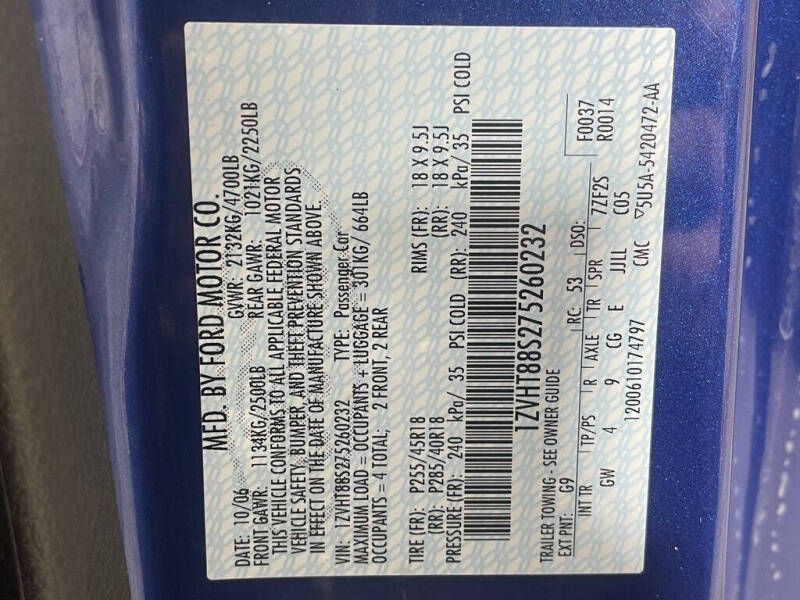 MFD. BY FORD MOTOR CO.
DATE: 10/06 GVWR: 2132KG/4700LB
FRONT GAWR: 1134KG/2500LB REAR GAWR: 1021KG/2250LB
THIS VEHICLE CONFORMS TO ALL APPLICABLE FEDERAL MOTOR
VEHICLE SAFETY, BUMPER, AND THEFT PREVENTION STANDARDS
IN EFFECT ON THE DATE OF MANUFACTURE SHOWN ABOVE.
VIN: 1ZVHT88S275260232 TYPE: Passenger Car
MAXIMUM LOAD = OCCUPANTS + LUGGAGE = 301KG/ 664LB
OCCUPANTS = 4 TOTAL; 2 FRONT, 2 REAR
TIRE (FR): P255/45R18 RIMS (FR): 18 X 9.5J
(RR): P285/40R18 (RR): 18 X 9.5J
PRESSURE (FR): 240 kPa/ 35 PSI COLD (RR): 240 kPa/ 35 PSI COLD
1ZVHT88S275260232
TRAILER TOWING - SEE OWNER GUIDE
F0037
EXT PNT: G9 RC: 53 DSO: R0014
INT TR TP/PS R AXLE TR SPR 7ZF2S
GW 4 9 CG E JJLL C05
1200610174797 CMC ▽5U5A-5420472-AA